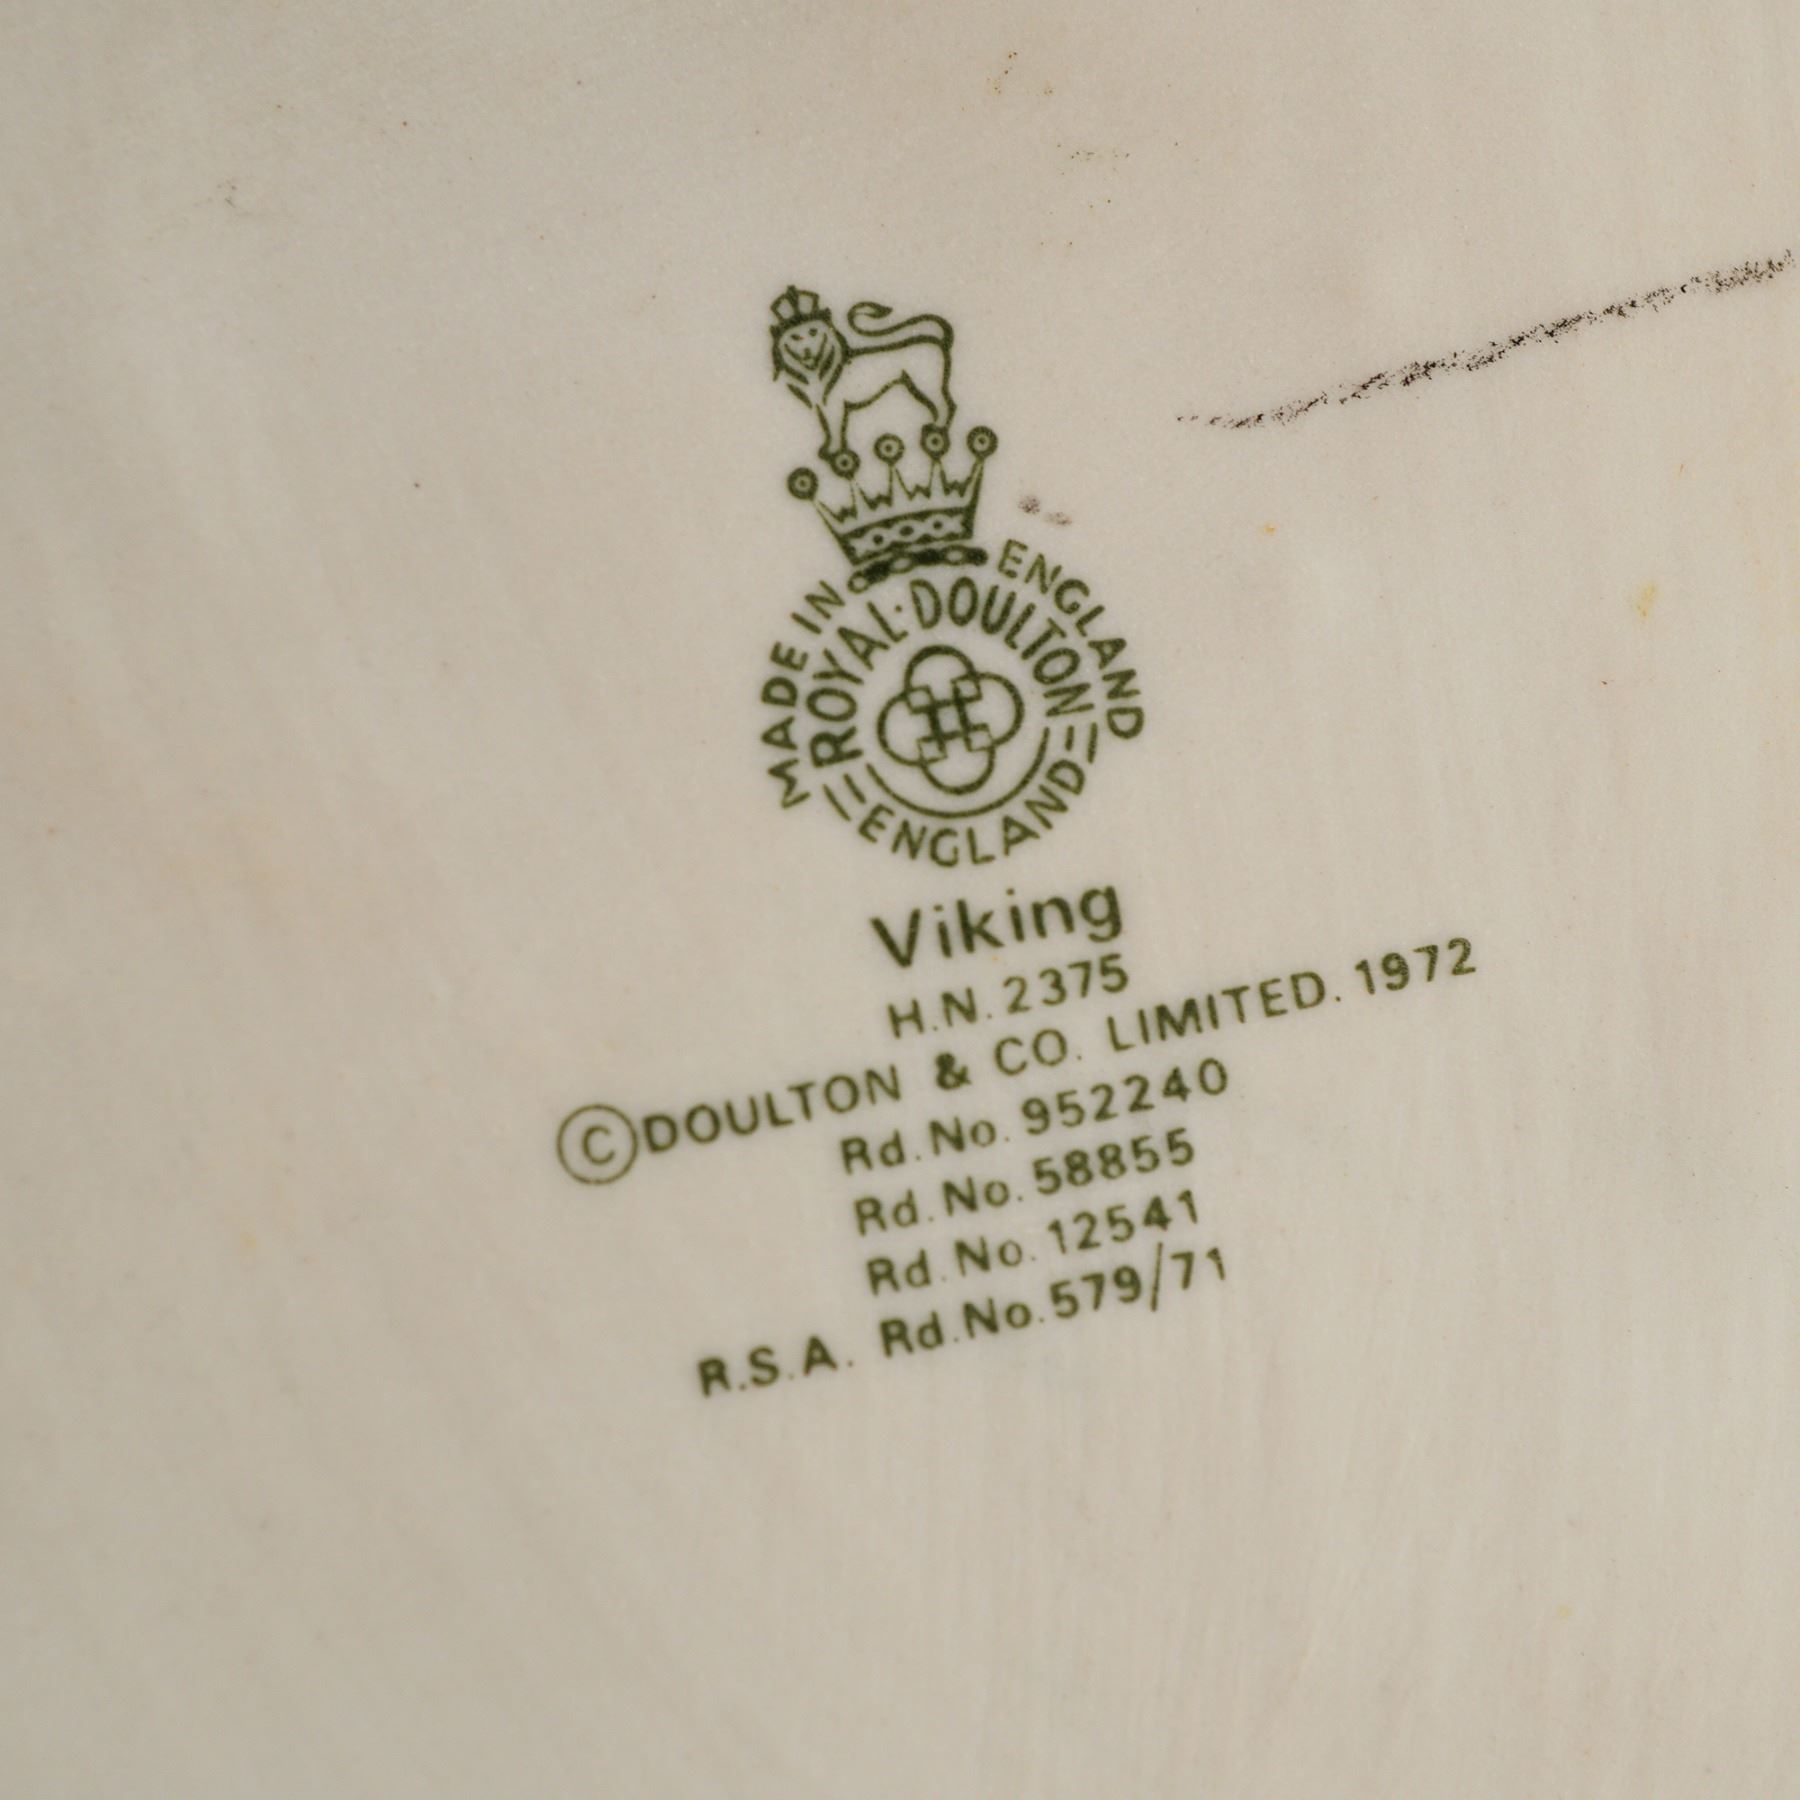 MADE IN ENGLAND
ROYAL·DOULTON
ENGLAND
Viking
H.N. 2375
©DOULTON & CO. LIMITED. 1972
Rd. No. 952240
Rd. No. 58855
Rd. No. 12541
R.S.A. Rd. No. 579/71